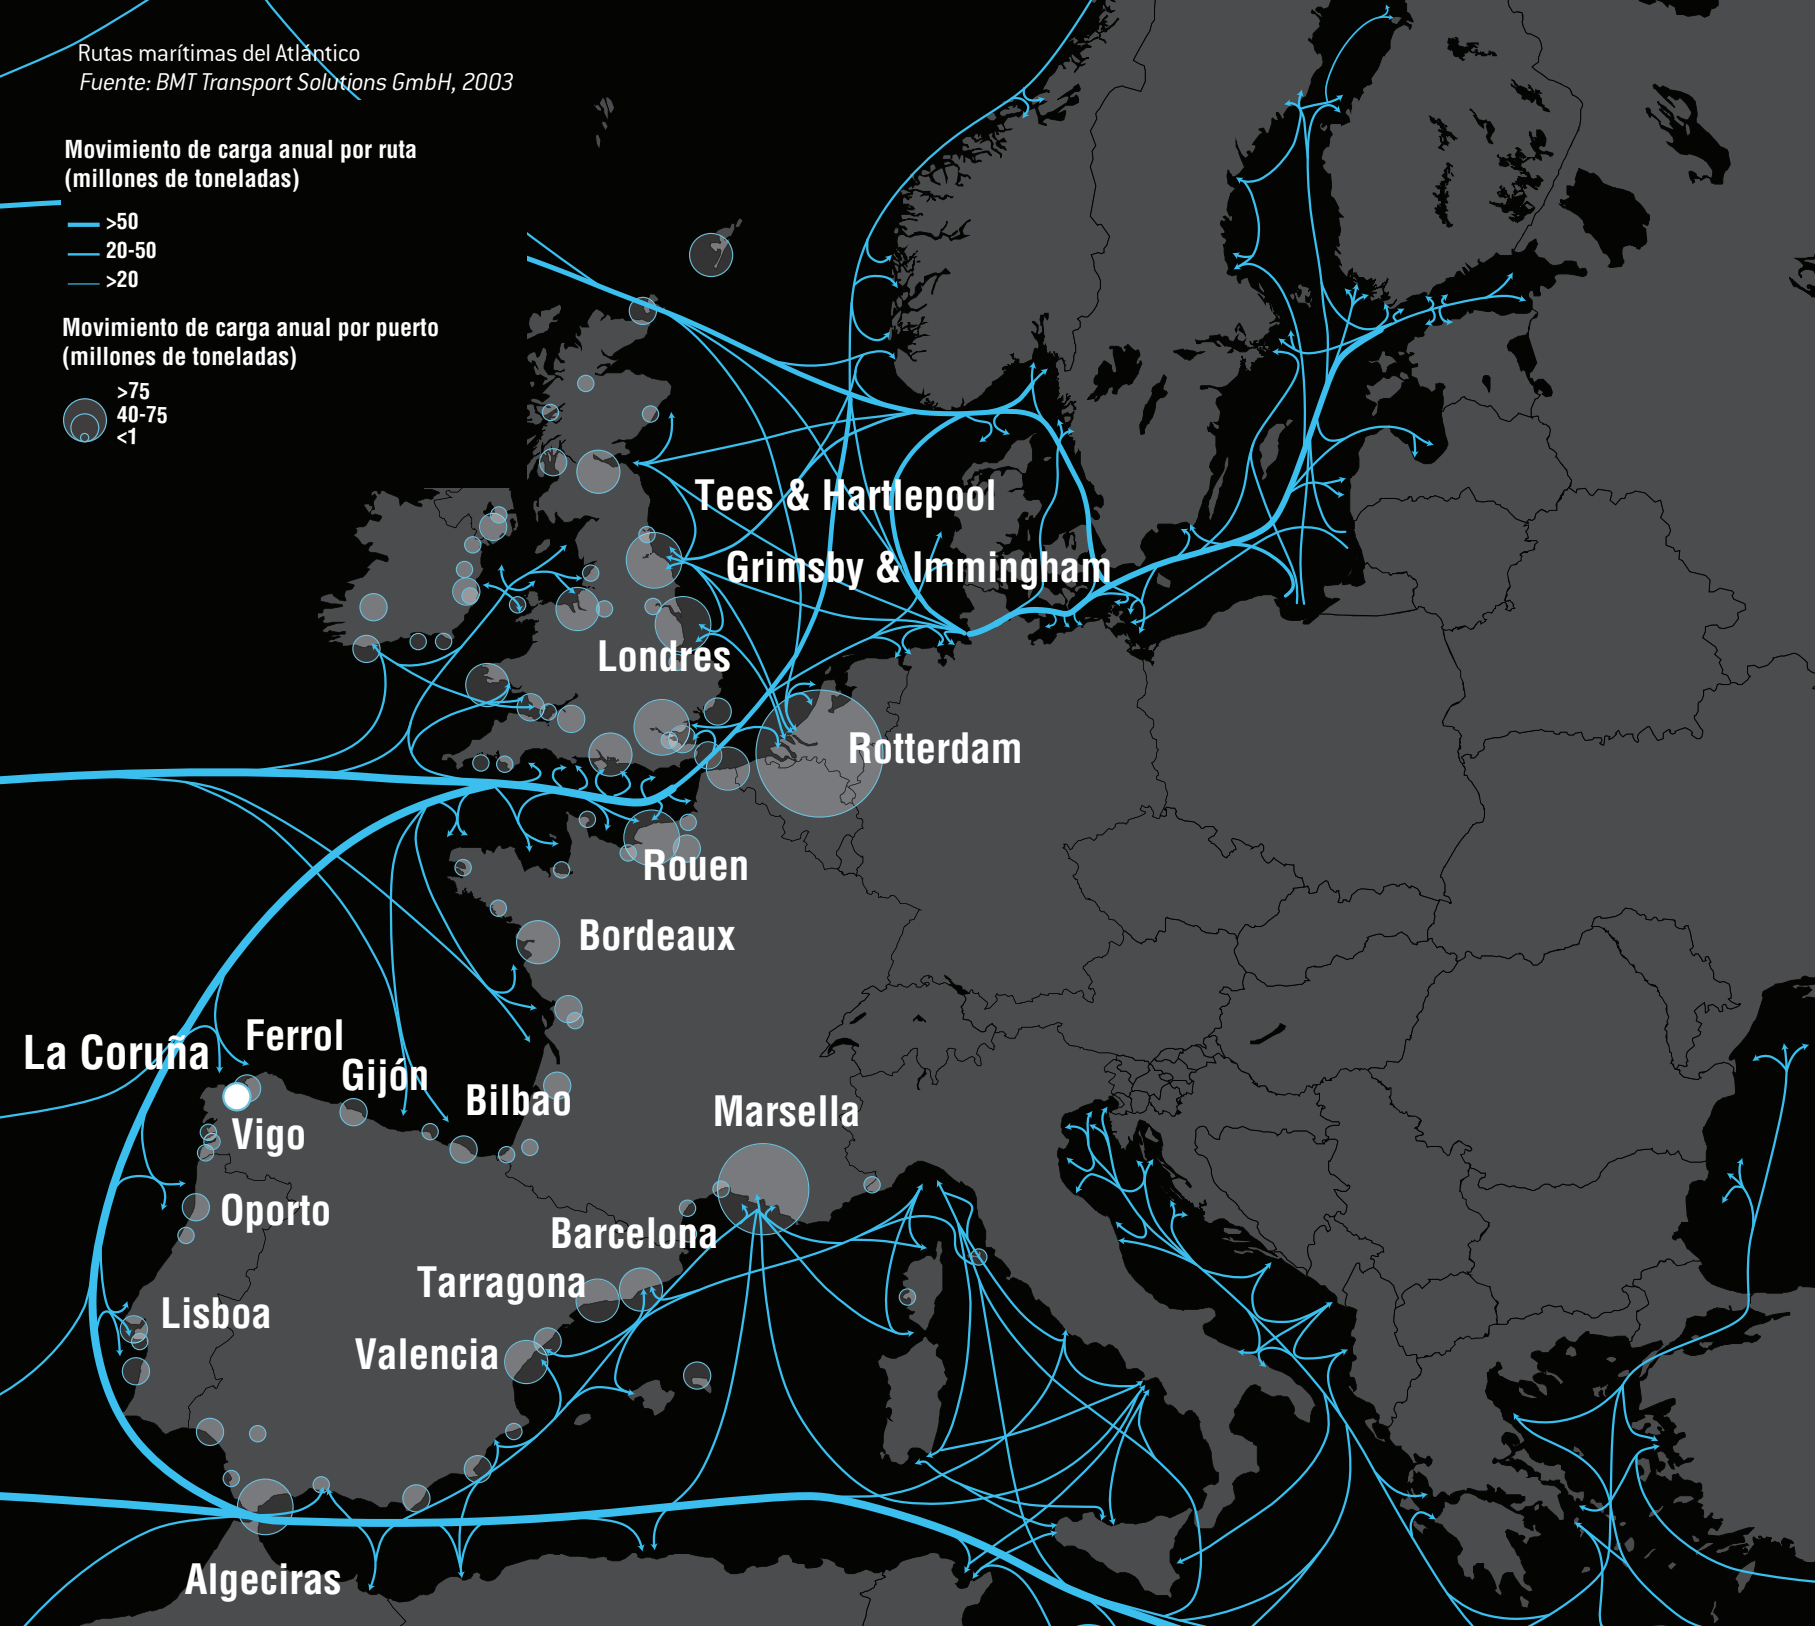 Rutas marítimas del Atlántico
Fuente: BMT Transport Solutions GmbH, 2003
Movimiento de carga anual por ruta
(millones de toneladas)
>50
20-50
>20
Movimiento de carga anual por puerto
(millones de toneladas)
>75
40-75
<1
Tees & Hartlepool
Grimsby & Immingham
Londres
Rotterdam
Rouen
Bordeaux
La Coruña
Ferrol
Gijón
Bilbao
Marsella
Vigo
Oporto
Barcelona
Tarragona
Lisboa
Valencia
Algeciras